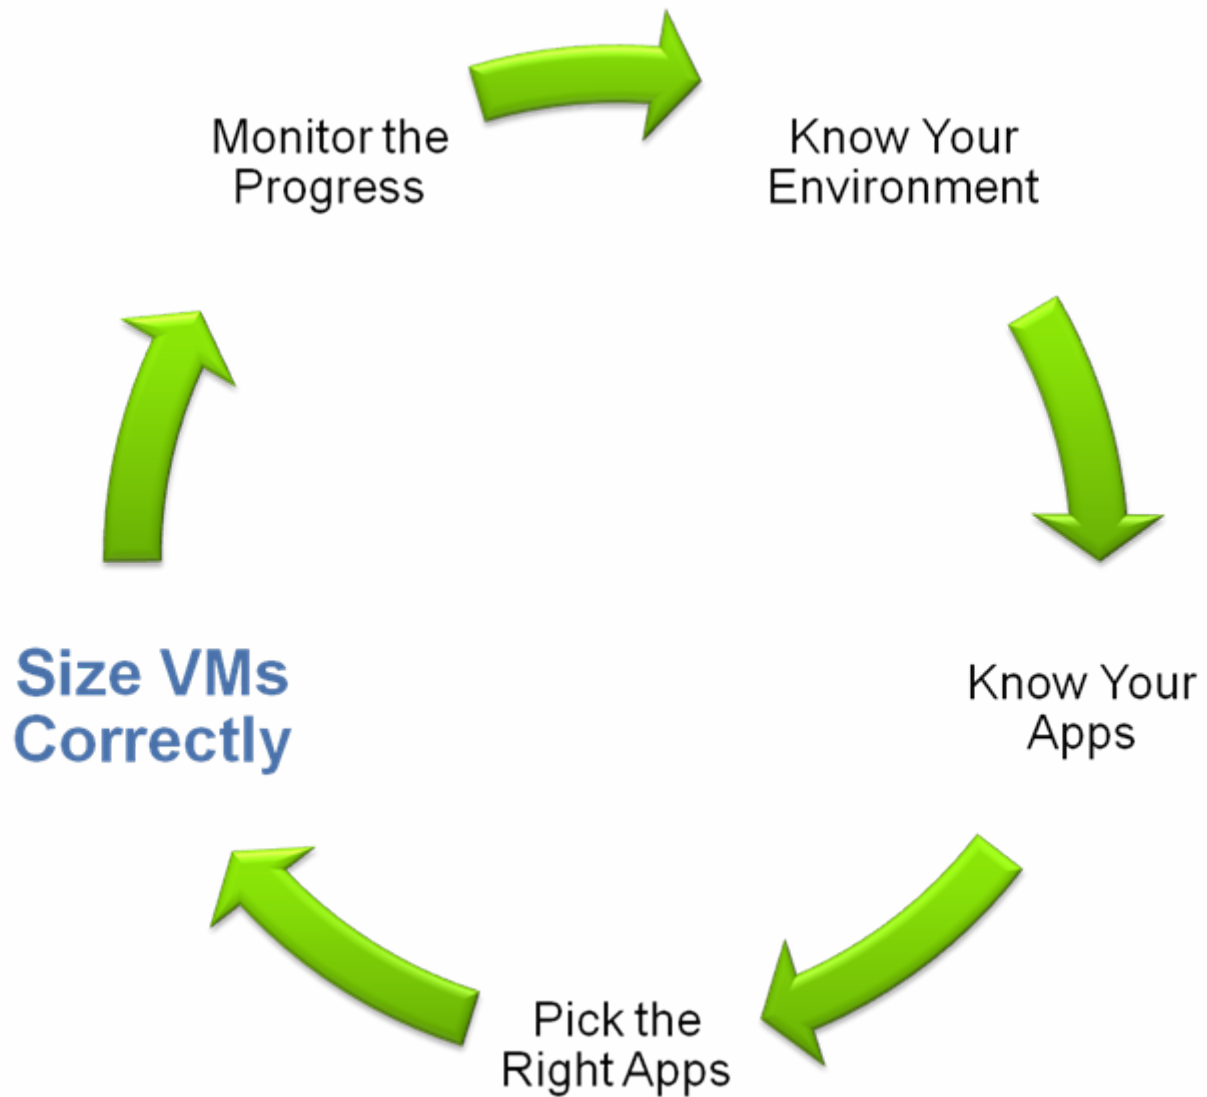 Monitor the
Progress
Know Your
Environment
Know Your
Apps
Pick the
Right Apps
Size VMs
Correctly